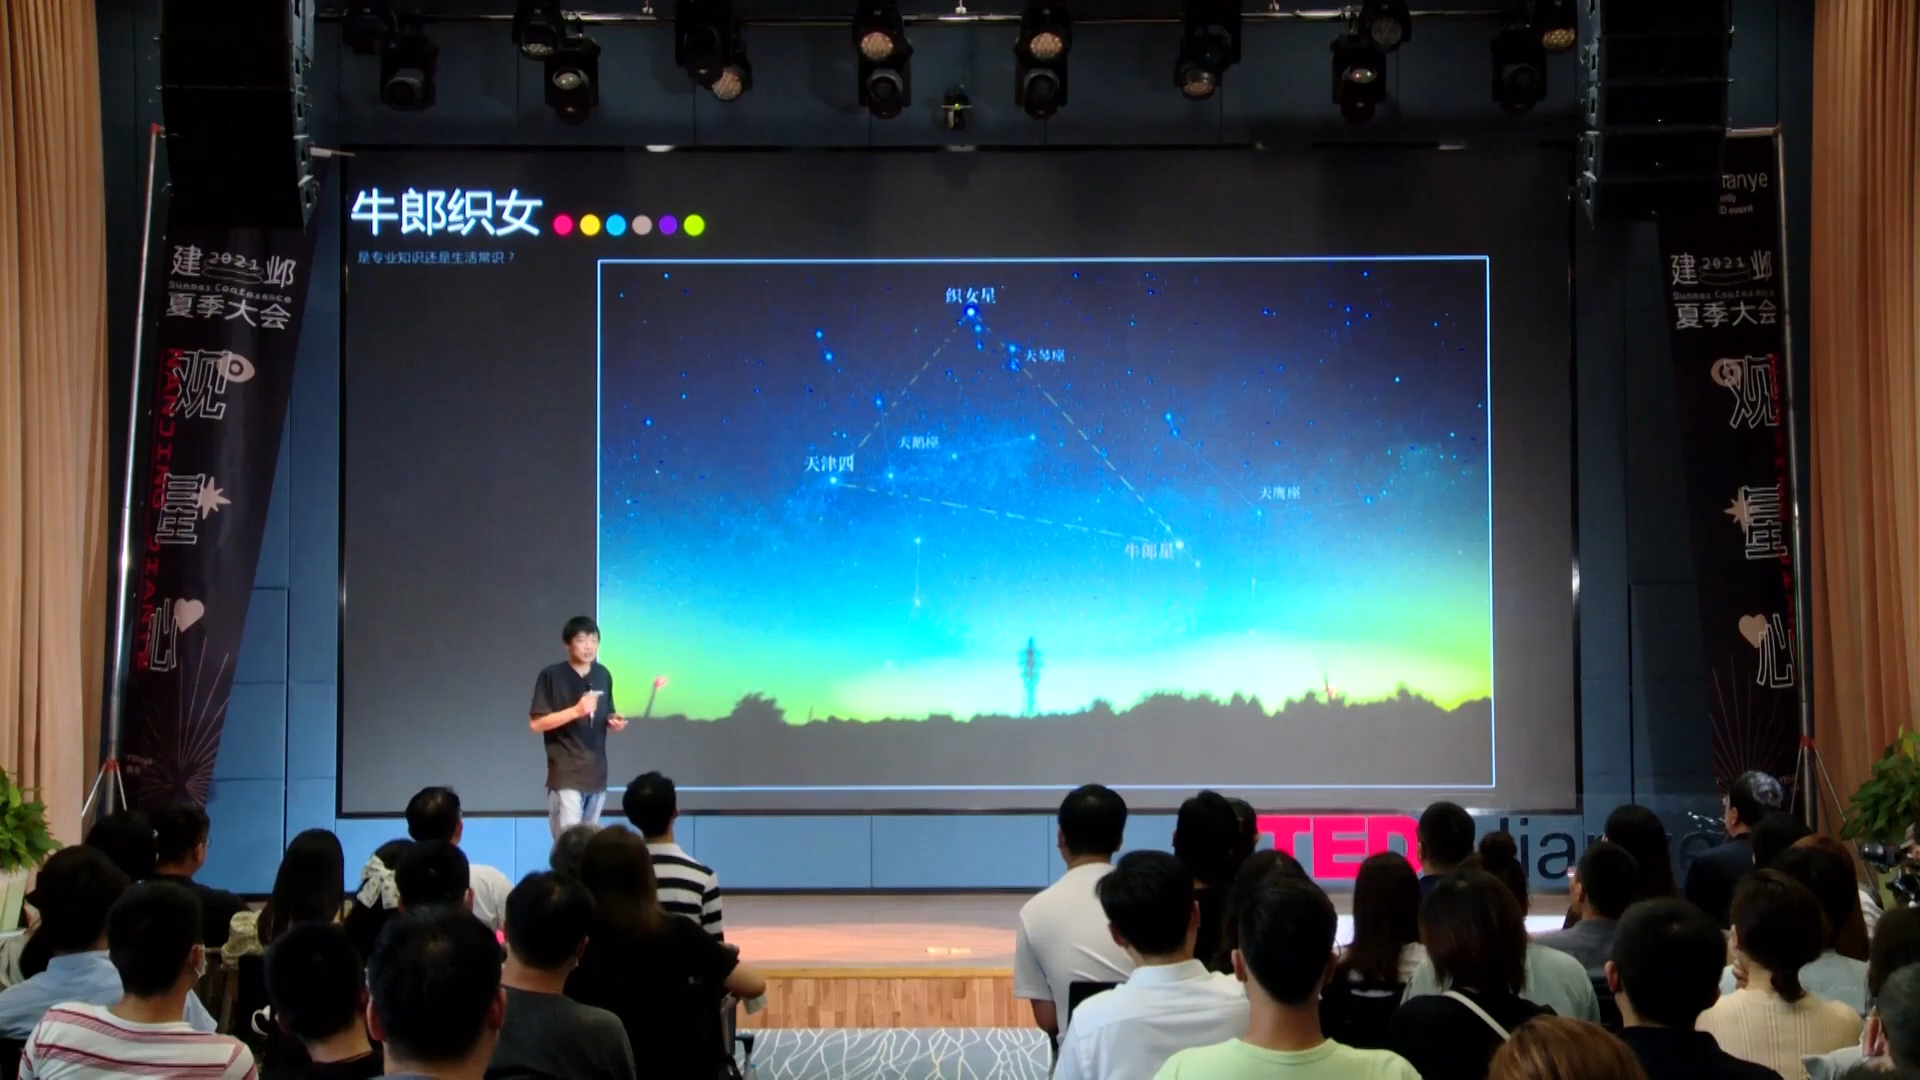 牛郎织女
是专业知识还是生活常识？
织女星
天琴座
天鹅座
天津四
天鹰座
牛郎星
建 2021 邺
Summer Conference
夏季大会
观
星
心
NANJING JIANYE
建 2021 邺
Summer Conference
夏季大会
观
星
心
TED